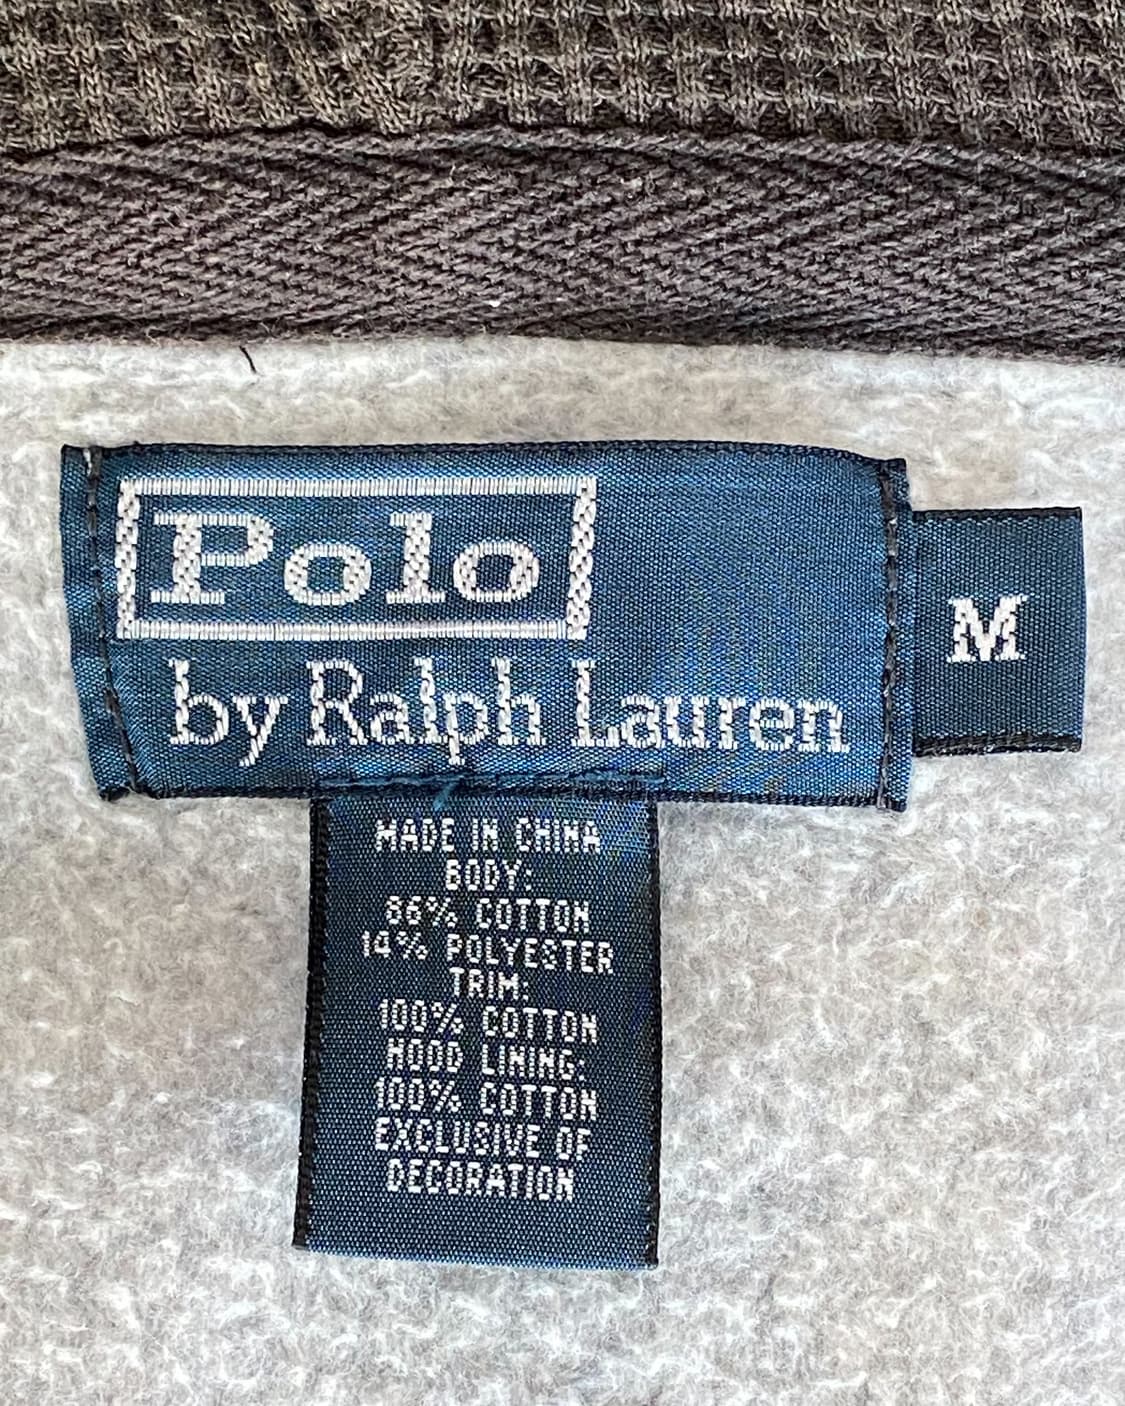 Polo
by Ralph Lauren
M
MADE IN CHINA
BODY:
86% COTTON
14% POLYESTER
TRIM:
100% COTTON
HOOD LINING:
100% COTTON
EXCLUSIVE OF
DECORATION